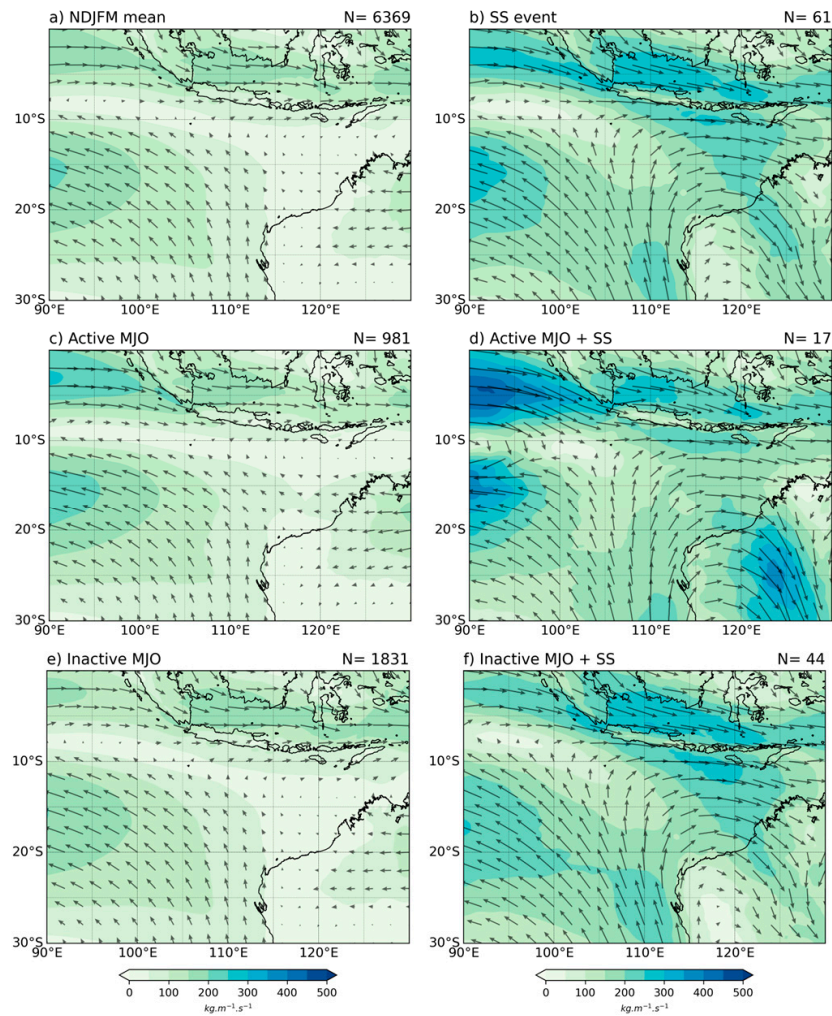 a) NDJFM mean N= 6369
b) SS event N= 61
10°S
20°S
30°S
90°E 100°E 110°E 120°E
10°S
20°S
30°S
90°E 100°E 110°E 120°E
c) Active MJO N= 981
d) Active MJO + SS N= 17
10°S
20°S
30°S
90°E 100°E 110°E 120°E
10°S
20°S
30°S
90°E 100°E 110°E 120°E
e) Inactive MJO N= 1831
f) Inactive MJO + SS N= 44
10°S
20°S
30°S
90°E 100°E 110°E 120°E
10°S
20°S
30°S
90°E 100°E 110°E 120°E
0 100 200 300 400 500
kg.m⁻¹.s⁻¹
0 100 200 300 400 500
kg.m⁻¹.s⁻¹